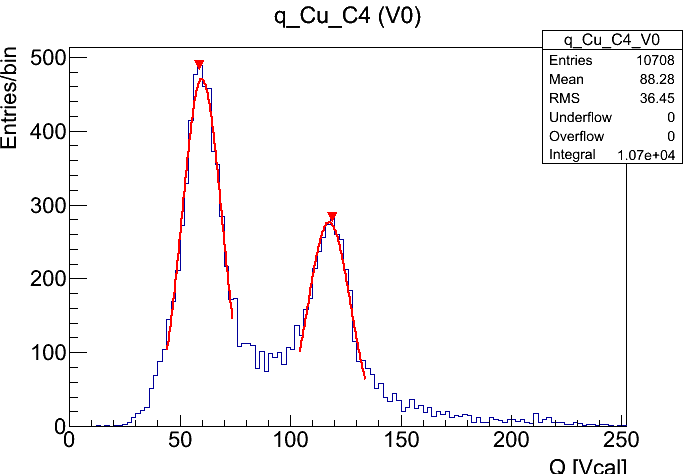 q_Cu_C4 (V0)
q_Cu_C4_V0
Entries 10708
Mean 88.28
RMS 36.45
Underflow 0
Overflow 0
Integral 1.07e+04
Entries/bin
500
400
300
200
100
0
0 50 100 150 200 250
Q [Vcal]